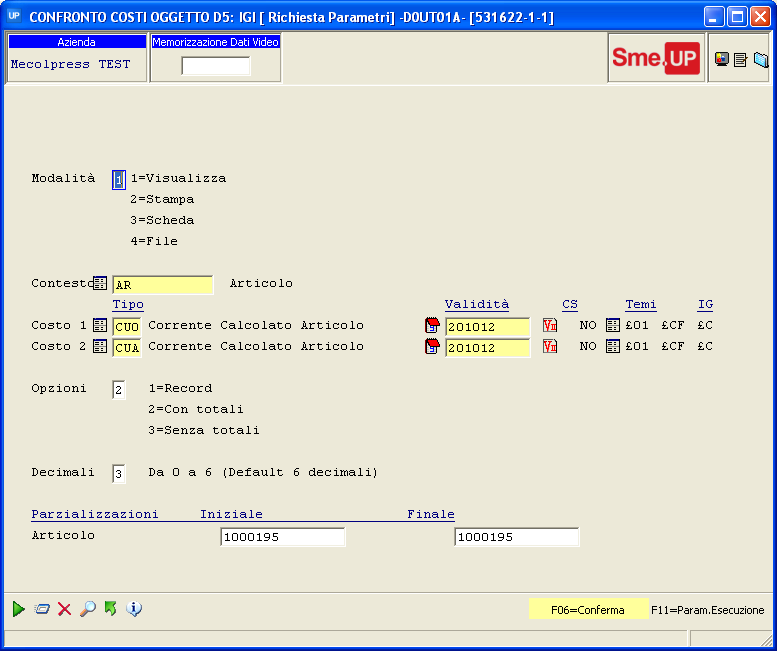 UP CONFRONTO COSTI OGGETTO D5: IGI [ Richiesta Parametri] -D0UT01A- [531622-1-1]
Azienda Memorizzazione Dati Video
Mecolpress TEST
Sme.UP
Modalità 1 1=Visualizza
2=Stampa
3=Scheda
4=File
Contesto AR Articolo
Tipo Validità CS Temi IG
Costo 1 CU0 Corrente Calcolato Articolo 201012 NO £01 £CF £C
Costo 2 CUA Corrente Calcolato Articolo 201012 NO £01 £CF £C
Opzioni 2 1=Record
2=Con totali
3=Senza totali
Decimali 3 Da 0 a 6 (Default 6 decimali)
Parzializzazioni Iniziale Finale
Articolo 1000195 1000195
F06=Conferma F11=Param.Esecuzione